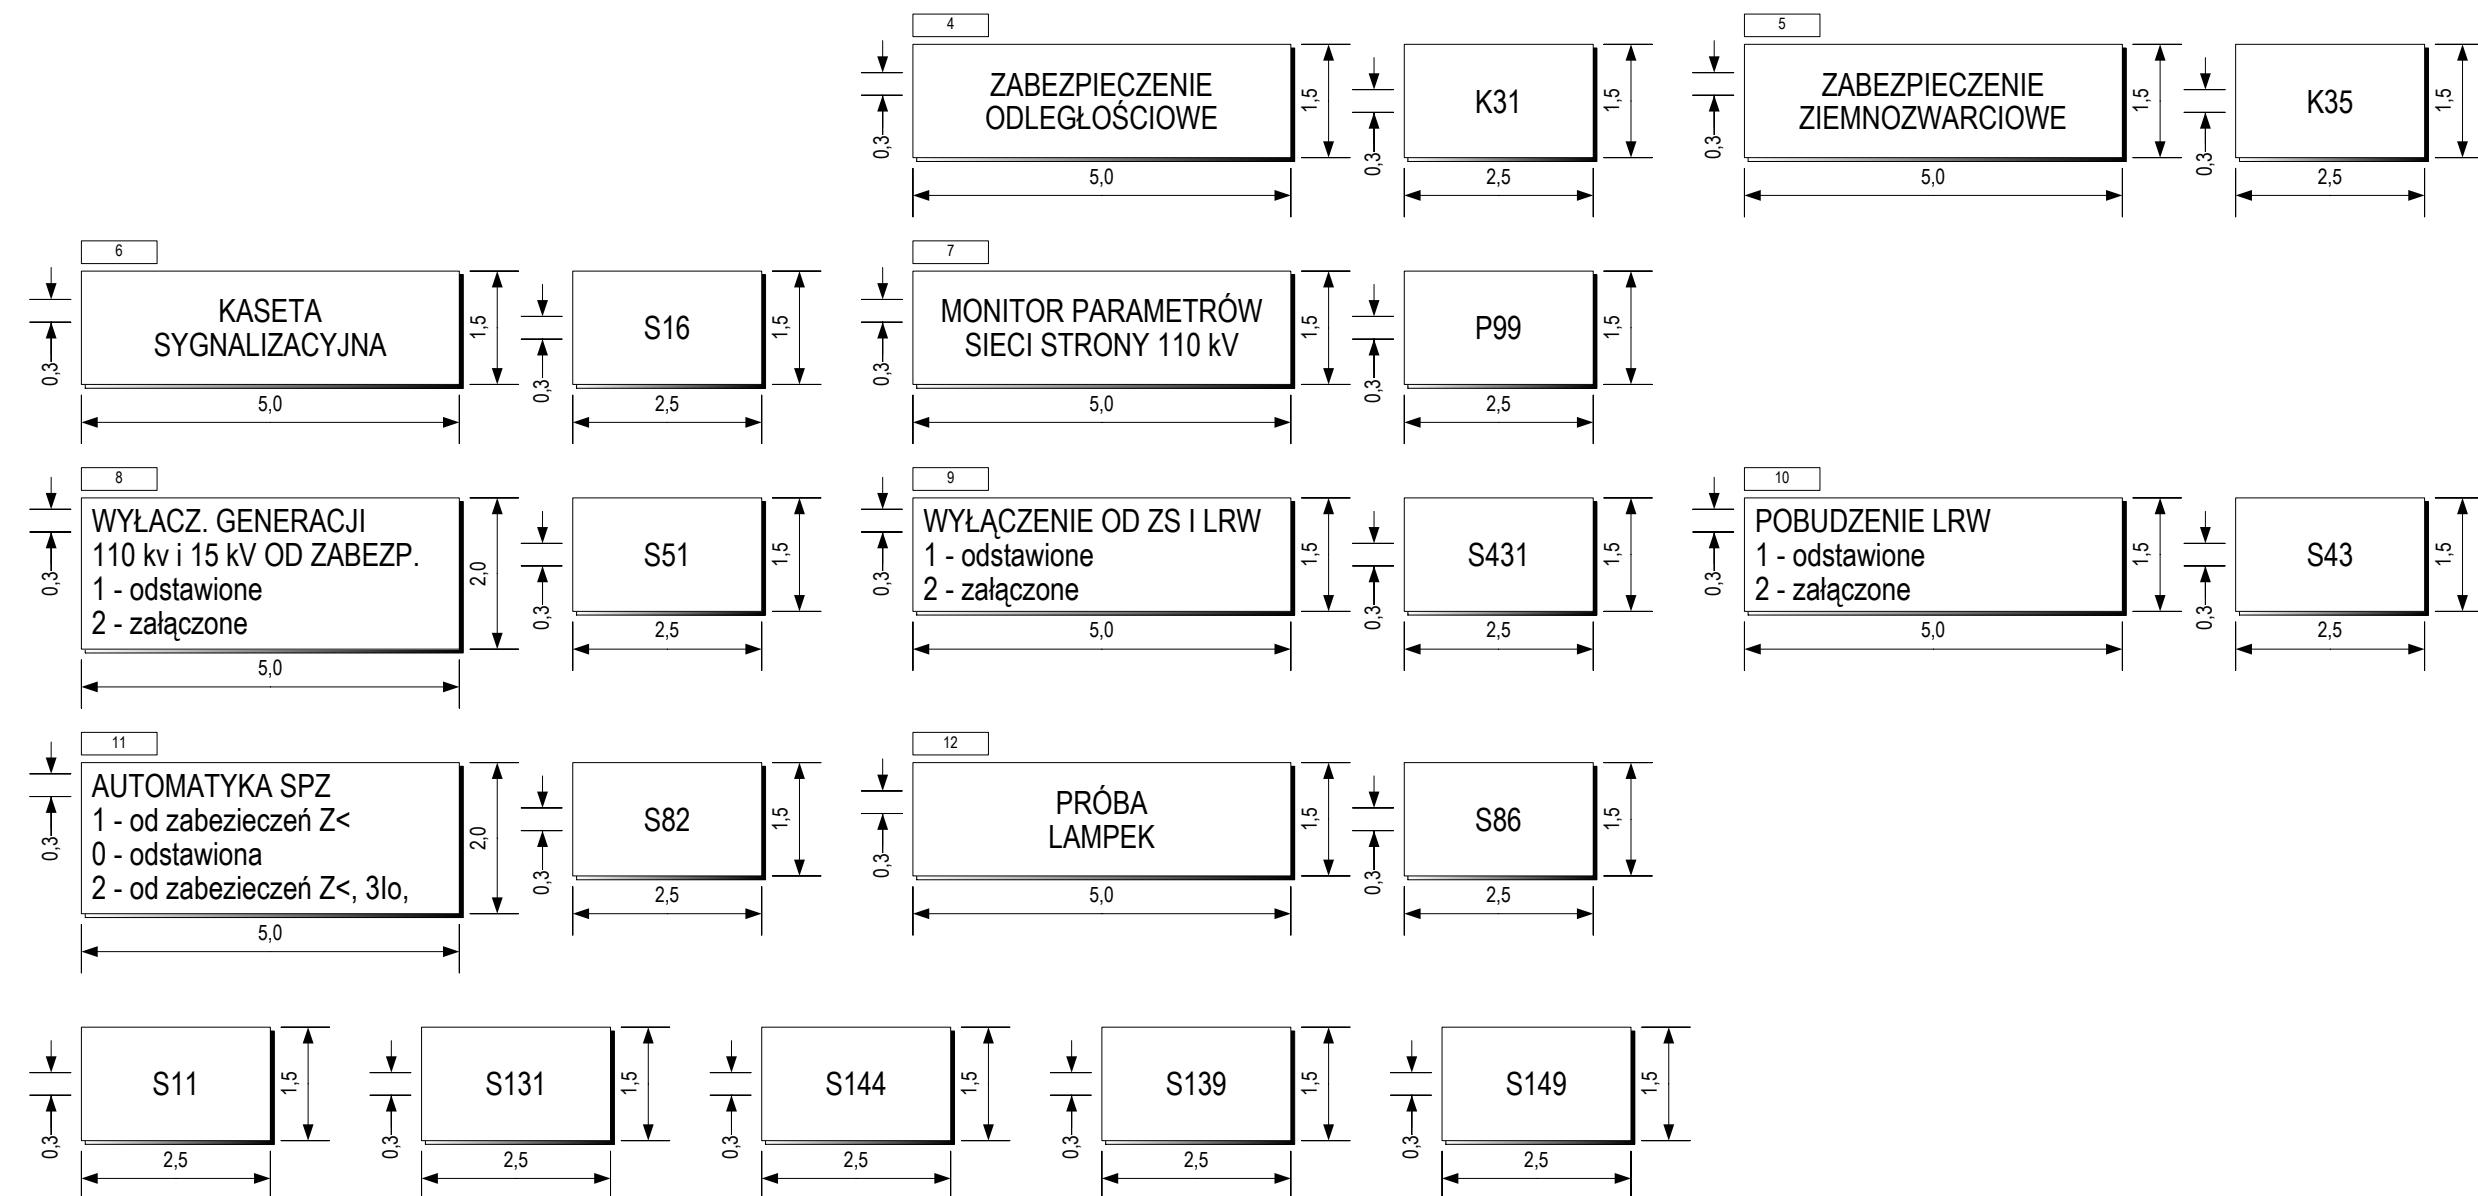 4
ZABEZPIECZENIE
ODLEGŁOŚCIOWE
0,3
1,5
5,0
K31
0,3
1,5
2,5
5
ZABEZPIECZENIE
ZIEMNOZWARCIOWE
0,3
1,5
5,0
K35
0,3
1,5
2,5
6
KASETA
SYGNALIZACYJNA
0,3
1,5
5,0
S16
0,3
1,5
2,5
7
MONITOR PARAMETRÓW
SIECI STRONY 110 kV
0,3
1,5
5,0
P99
0,3
1,5
2,5
8
WYŁACZ. GENERACJI
110 kv i 15 kV OD ZABEZP.
1 - odstawione
2 - załączone
0,3
2,0
5,0
S51
0,3
1,5
2,5
9
WYŁĄCZENIE OD ZS I LRW
1 - odstawione
2 - załączone
0,3
1,5
5,0
S431
0,3
1,5
2,5
10
POBUDZENIE LRW
1 - odstawione
2 - załączone
0,3
1,5
5,0
S43
0,3
1,5
2,5
11
AUTOMATYKA SPZ
1 - od zabezieczeń Z<
0 - odstawiona
2 - od zabezieczeń Z<, 3Io,
0,3
2,0
5,0
S82
0,3
1,5
2,5
12
PRÓBA
LAMPEK
0,3
1,5
5,0
S86
0,3
1,5
2,5
S11
0,3
1,5
2,5
S131
0,3
1,5
2,5
S144
0,3
1,5
2,5
S139
0,3
1,5
2,5
S149
0,3
1,5
2,5